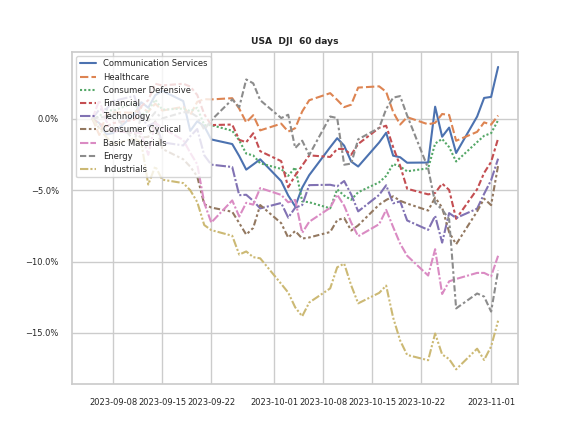 USA DJI 60 days
Communication Services
Healthcare
Consumer Defensive
Financial
Technology
Consumer Cyclical
Basic Materials
Energy
Industrials
0.0%
−5.0%
−10.0%
−15.0%
2023-09-08
2023-09-15
2023-09-22
2023-10-01
2023-10-08
2023-10-15
2023-10-22
2023-11-01